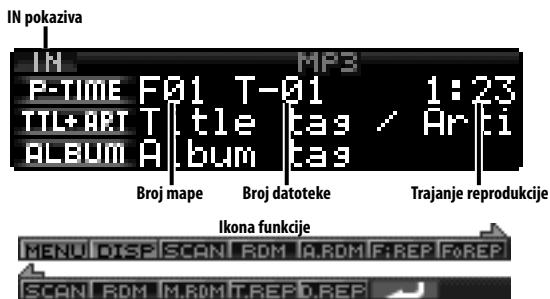 IN pokaziva
IN MP3
P-TIME F01 T-01 1:23
TTL+ART Title tag / Arti
ALBUM Album tag
Broj mape Broj datoteke Trajanje reprodukcije
Ikona funkcije
MENU DISP SCAN RDM A.RDM F:REP FoREP
SCAN RDM M.RDM T.REP D.REP